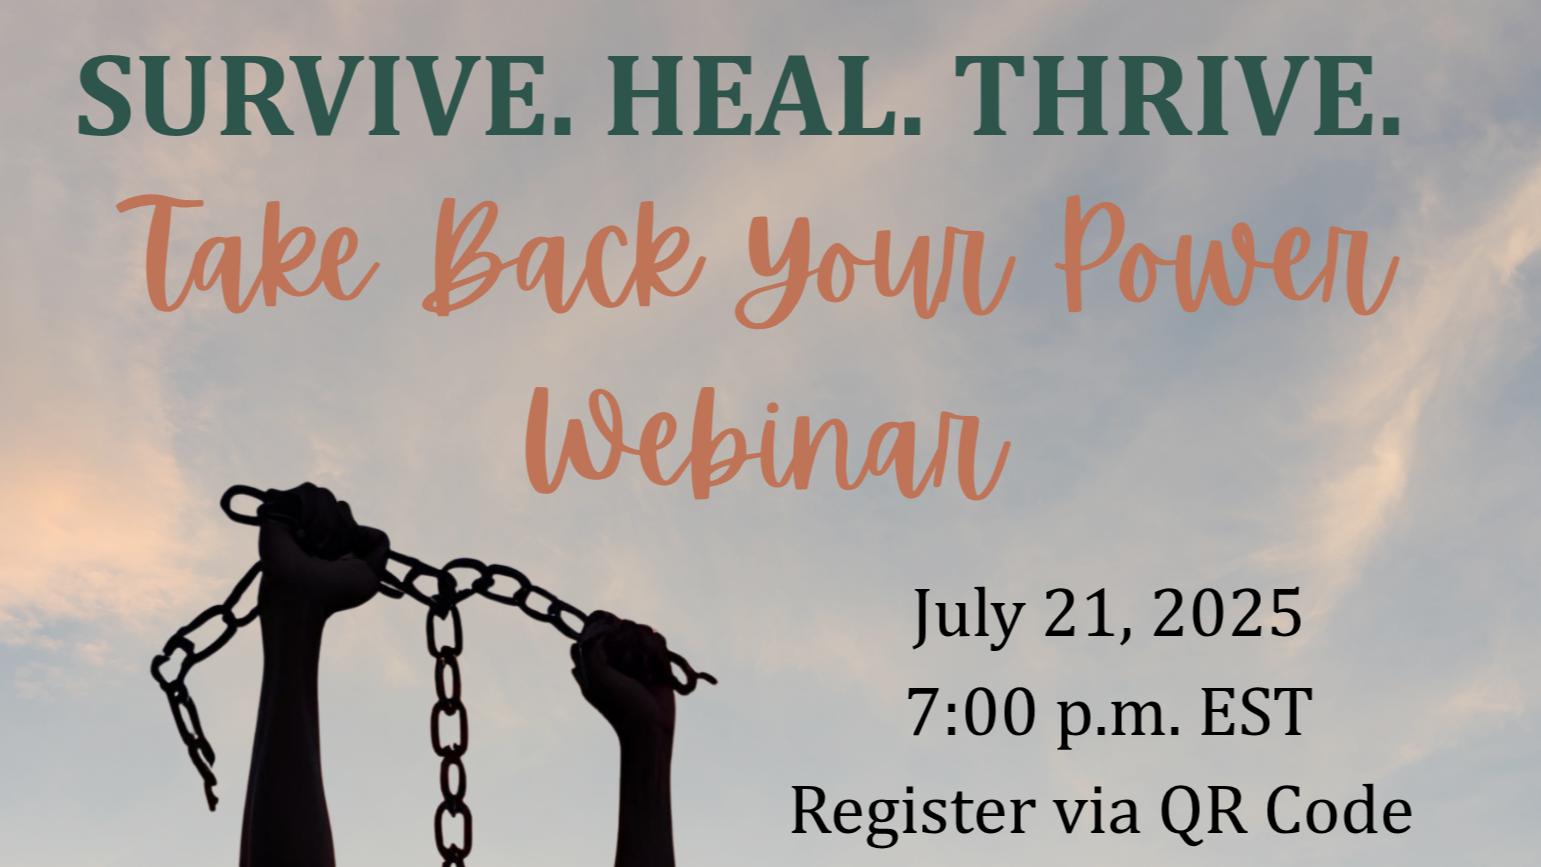 SURVIVE. HEAL. THRIVE.
Take Back Your Power
Webinar
July 21, 2025
7:00 p.m. EST
Register via QR Code